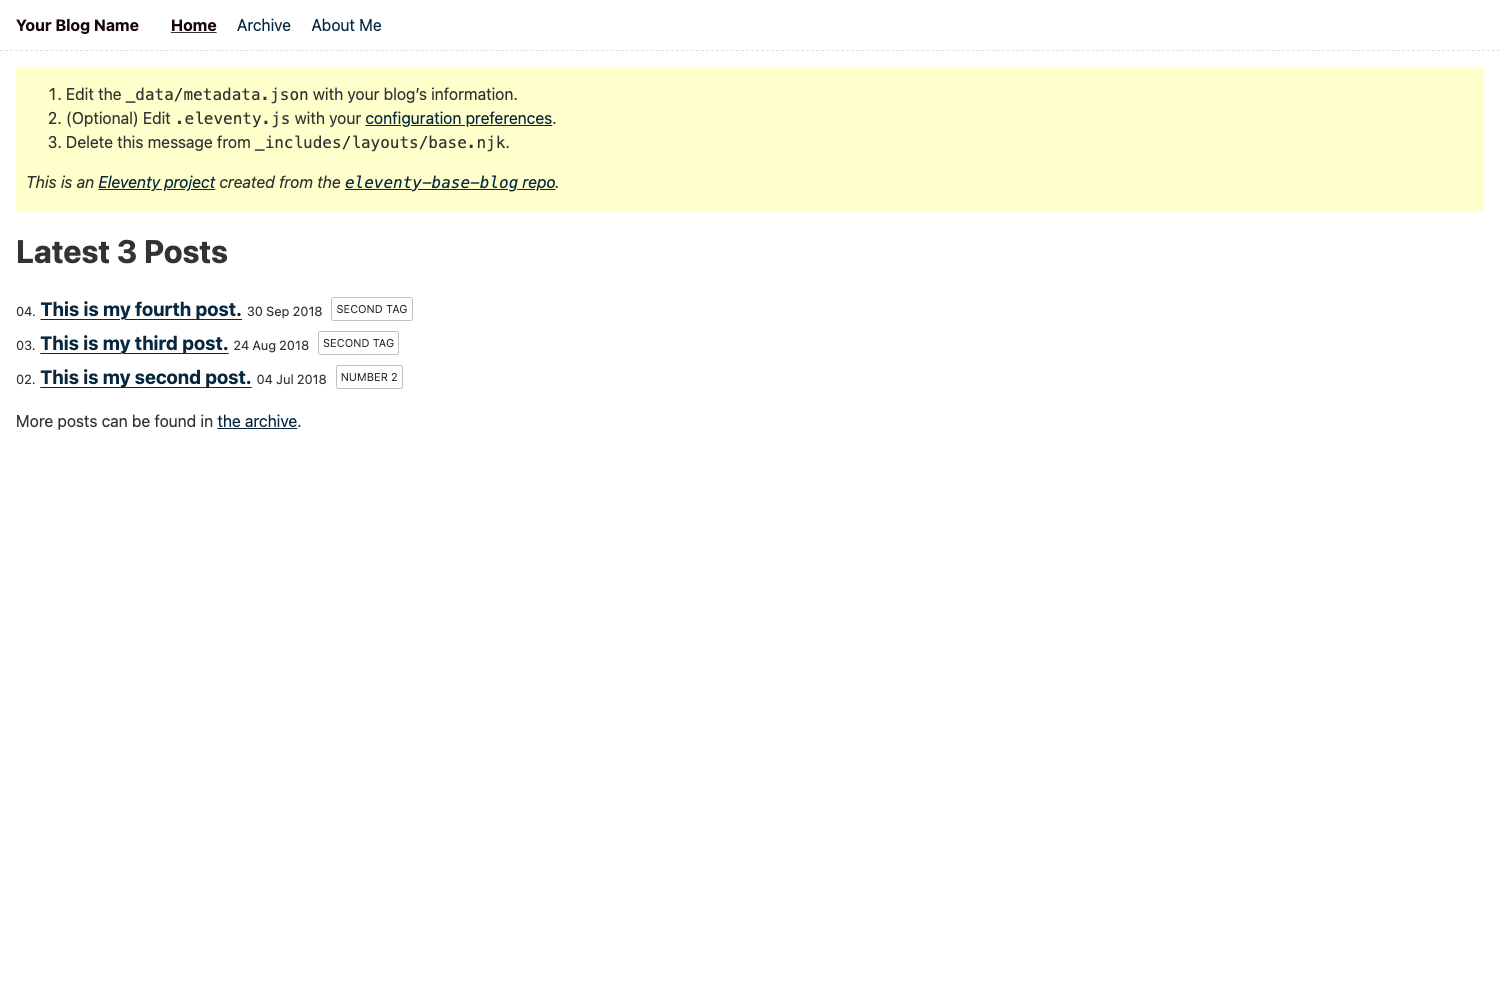 Your Blog Name Home Archive About Me
1. Edit the _data/metadata.json with your blog’s information.
2. (Optional) Edit .eleventy.js with your configuration preferences.
3. Delete this message from _includes/layouts/base.njk.
This is an Eleventy project created from the eleventy-base-blog repo.
Latest 3 Posts
04. This is my fourth post. 30 Sep 2018 SECOND TAG
03. This is my third post. 24 Aug 2018 SECOND TAG
02. This is my second post. 04 Jul 2018 NUMBER 2
More posts can be found in the archive.